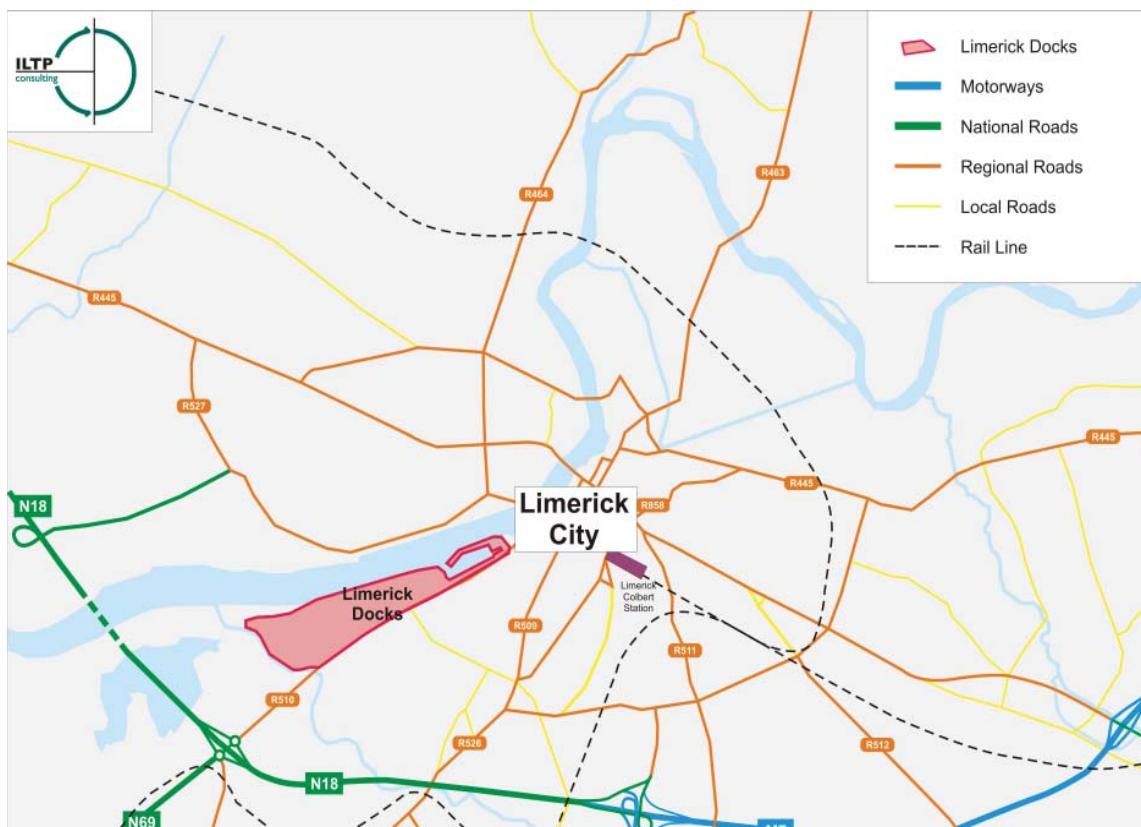 ILTP
consulting
Limerick Docks
Motorways
National Roads
Regional Roads
Local Roads
Rail Line
R463
R464
R445
R527
R445
N18
R445
R858
Limerick
City
Limerick
Docks
Limerick
Colbert
Station
R509
R511
R510
R526
R512
N18
N69